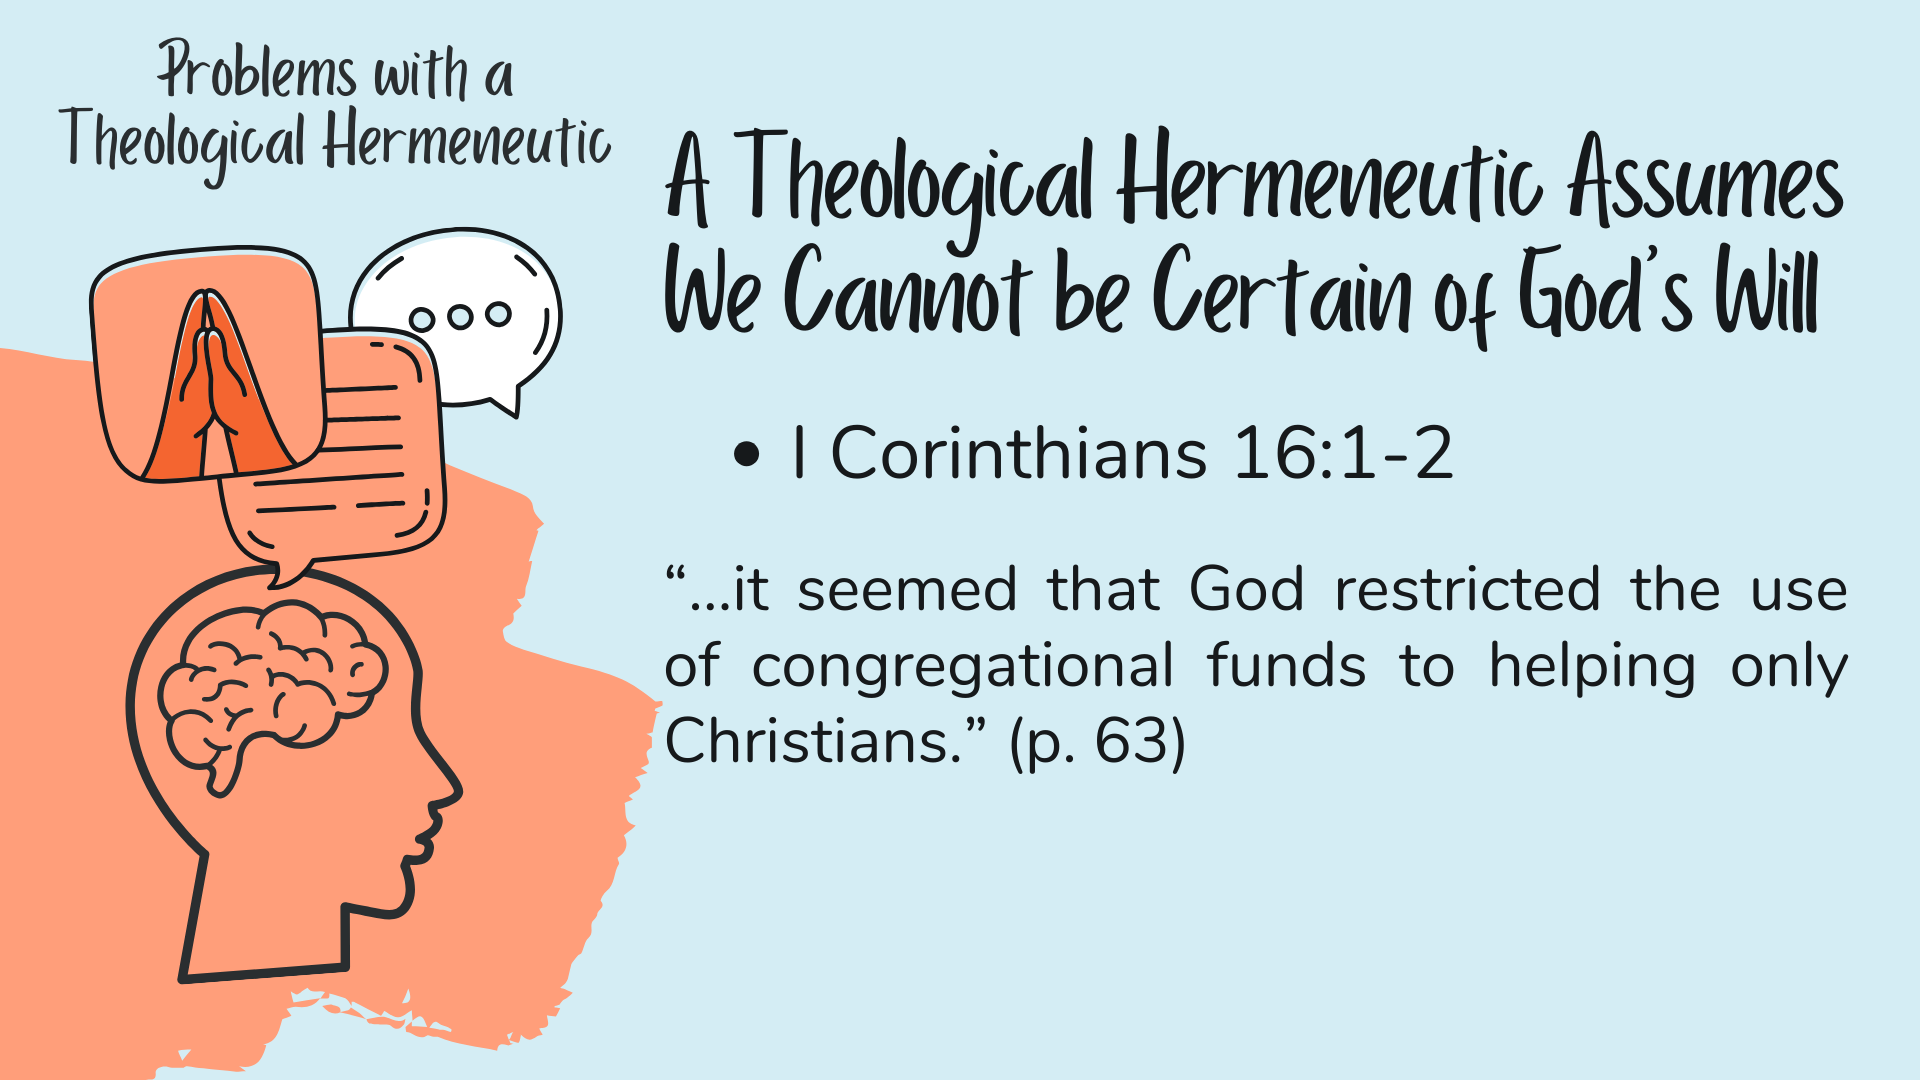 Problems with a
Theological Hermeneutic
A Theological Hermeneutic Assumes
We Cannot be Certain of God's Will
• I Corinthians 16:1-2
“...it seemed that God restricted the use
of congregational funds to helping only
Christians.” (p. 63)